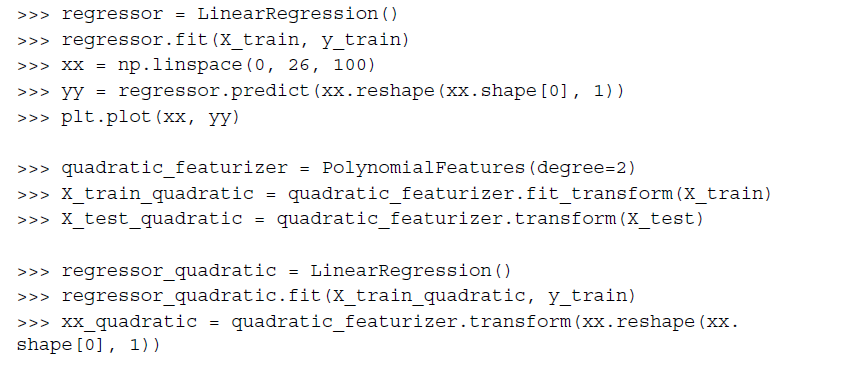 >>> regressor = LinearRegression()
>>> regressor.fit(X_train, y_train)
>>> xx = np.linspace(0, 26, 100)
>>> yy = regressor.predict(xx.reshape(xx.shape[0], 1))
>>> plt.plot(xx, yy)
>>> quadratic_featurizer = PolynomialFeatures(degree=2)
>>> X_train_quadratic = quadratic_featurizer.fit_transform(X_train)
>>> X_test_quadratic = quadratic_featurizer.transform(X_test)
>>> regressor_quadratic = LinearRegression()
>>> regressor_quadratic.fit(X_train_quadratic, y_train)
>>> xx_quadratic = quadratic_featurizer.transform(xx.reshape(xx.
shape[0], 1))